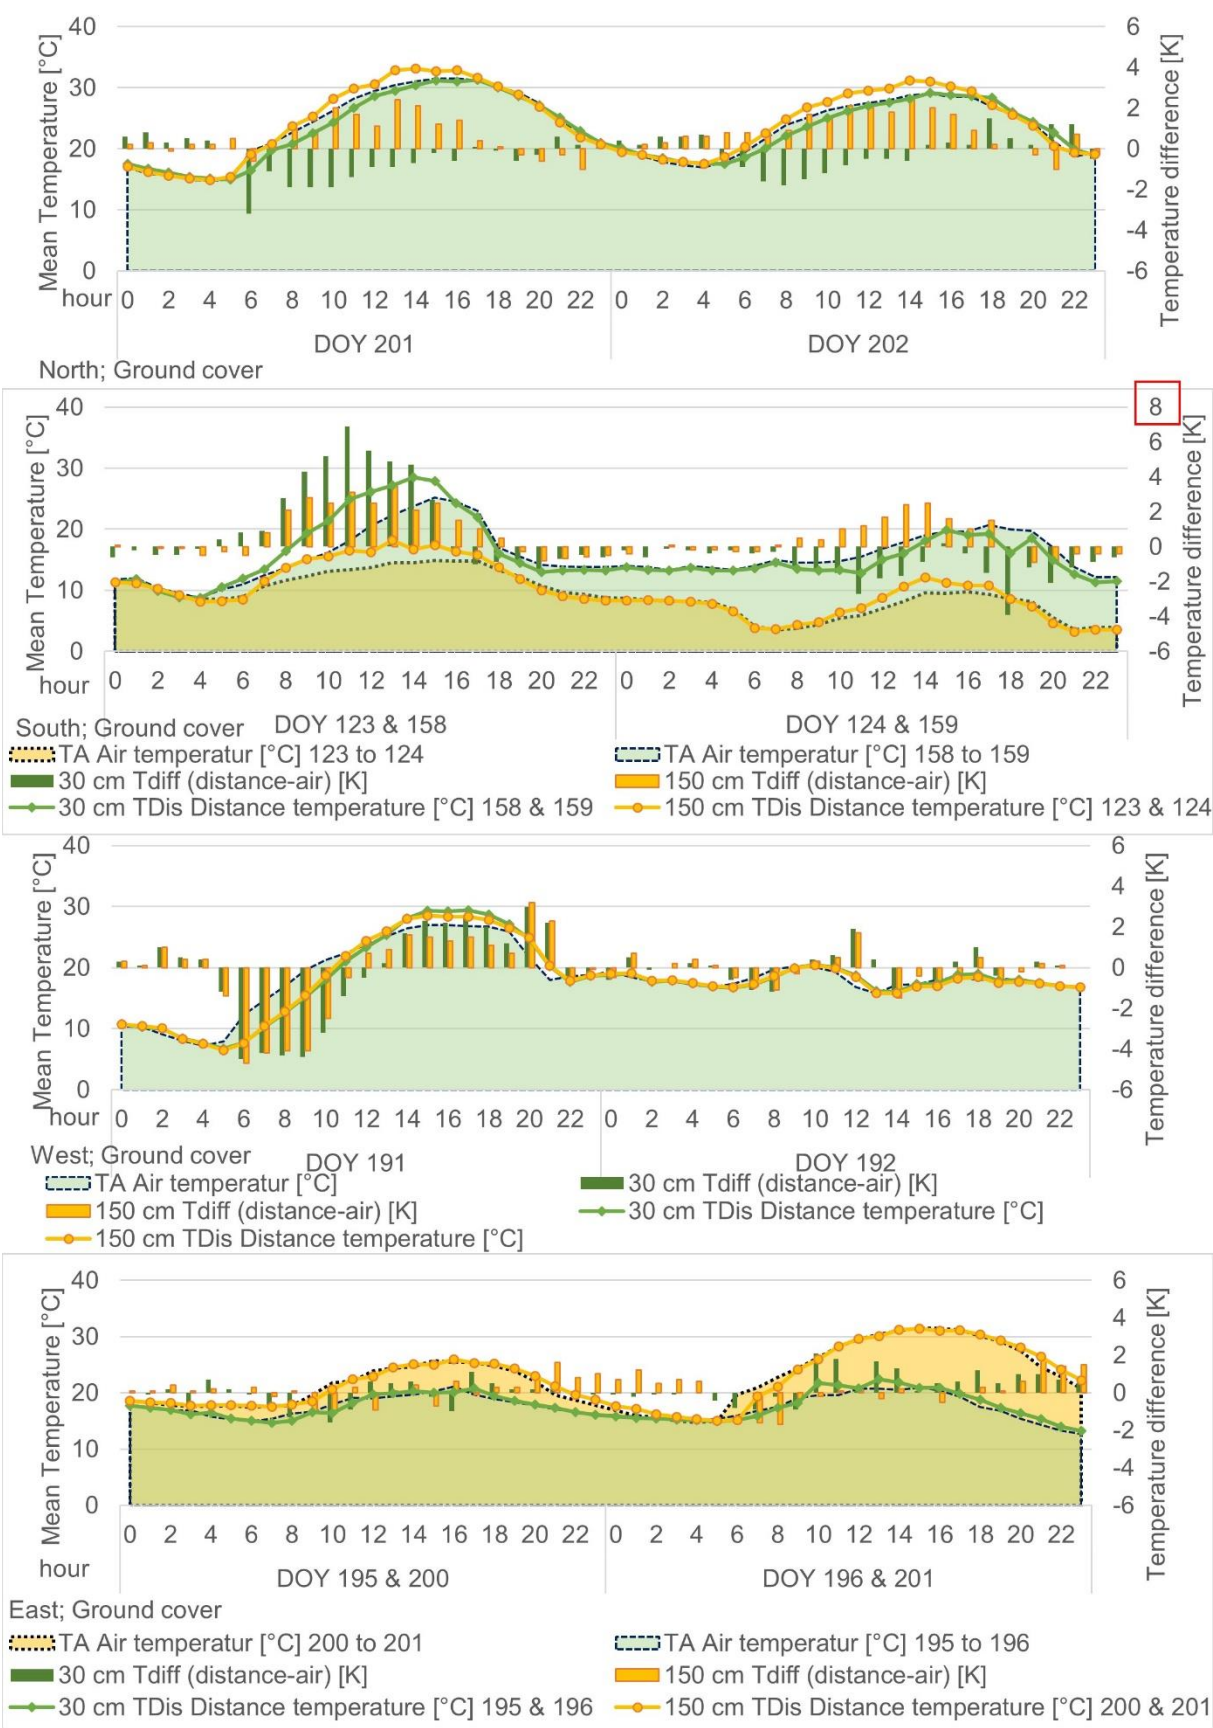 Mean Temperature [°C]
40
30
20
10
0
6
4
2
0
-2
-4
-6
Temperature difference [K]
hour 0 2 4 6 8 10 12 14 16 18 20 22 0 2 4 6 8 10 12 14 16 18 20 22
DOY 201 DOY 202
North; Ground cover
Mean Temperature [°C]
40
30
20
10
0
8
6
4
2
0
-2
-4
-6
Temperature difference [K]
hour 0 2 4 6 8 10 12 14 16 18 20 22 0 2 4 6 8 10 12 14 16 18 20 22
South; Ground cover DOY 123 & 158 DOY 124 & 159
TA Air temperatur [°C] 123 to 124 TA Air temperatur [°C] 158 to 159
30 cm Tdiff (distance-air) [K] 150 cm Tdiff (distance-air) [K]
30 cm TDis Distance temperature [°C] 158 & 159 150 cm TDis Distance temperature [°C] 123 & 124
Mean Temperature [°C]
40
30
20
10
0
6
4
2
0
-2
-4
-6
Temperature difference [K]
hour 0 2 4 6 8 10 12 14 16 18 20 22 0 2 4 6 8 10 12 14 16 18 20 22
West; Ground cover DOY 191 DOY 192
TA Air temperatur [°C] 30 cm Tdiff (distance-air) [K]
150 cm Tdiff (distance-air) [K] 30 cm TDis Distance temperature [°C]
150 cm TDis Distance temperature [°C]
Mean Temperature [°C]
40
30
20
10
0
6
4
2
0
-2
-4
-6
Temperature difference [K]
0 2 4 6 8 10 12 14 16 18 20 22 0 2 4 6 8 10 12 14 16 18 20 22
hour DOY 195 & 200 DOY 196 & 201
East; Ground cover
TA Air temperatur [°C] 200 to 201 TA Air temperatur [°C] 195 to 196
30 cm Tdiff (distance-air) [K] 150 cm Tdiff (distance-air) [K]
30 cm TDis Distance temperature [°C] 195 & 196 150 cm TDis Distance temperature [°C] 200 & 201